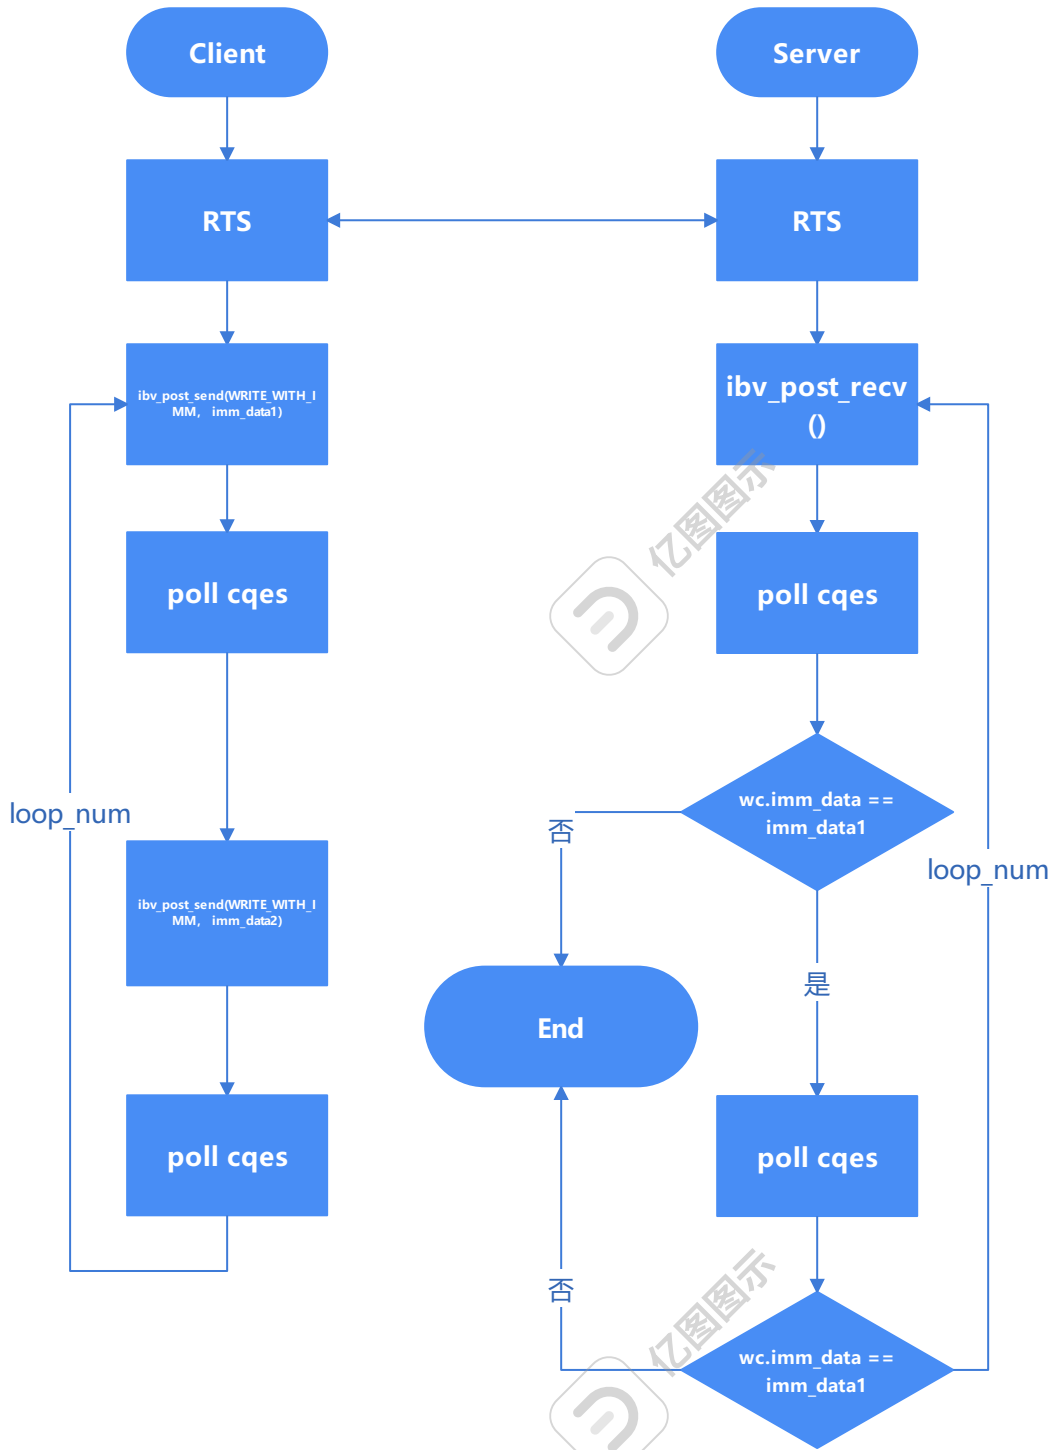 Client
RTS
ibv_post_send(WRITE_WITH_I
MM， imm_data1)
poll cqes
loop_num
ibv_post_send(WRITE_WITH_I
MM， imm_data2)
poll cqes
Server
RTS
ibv_post_recv
()
poll cqes
wc.imm_data ==
imm_data1
否
是
loop_num
End
poll cqes
wc.imm_data ==
imm_data1
否
亿图图示
亿图图示